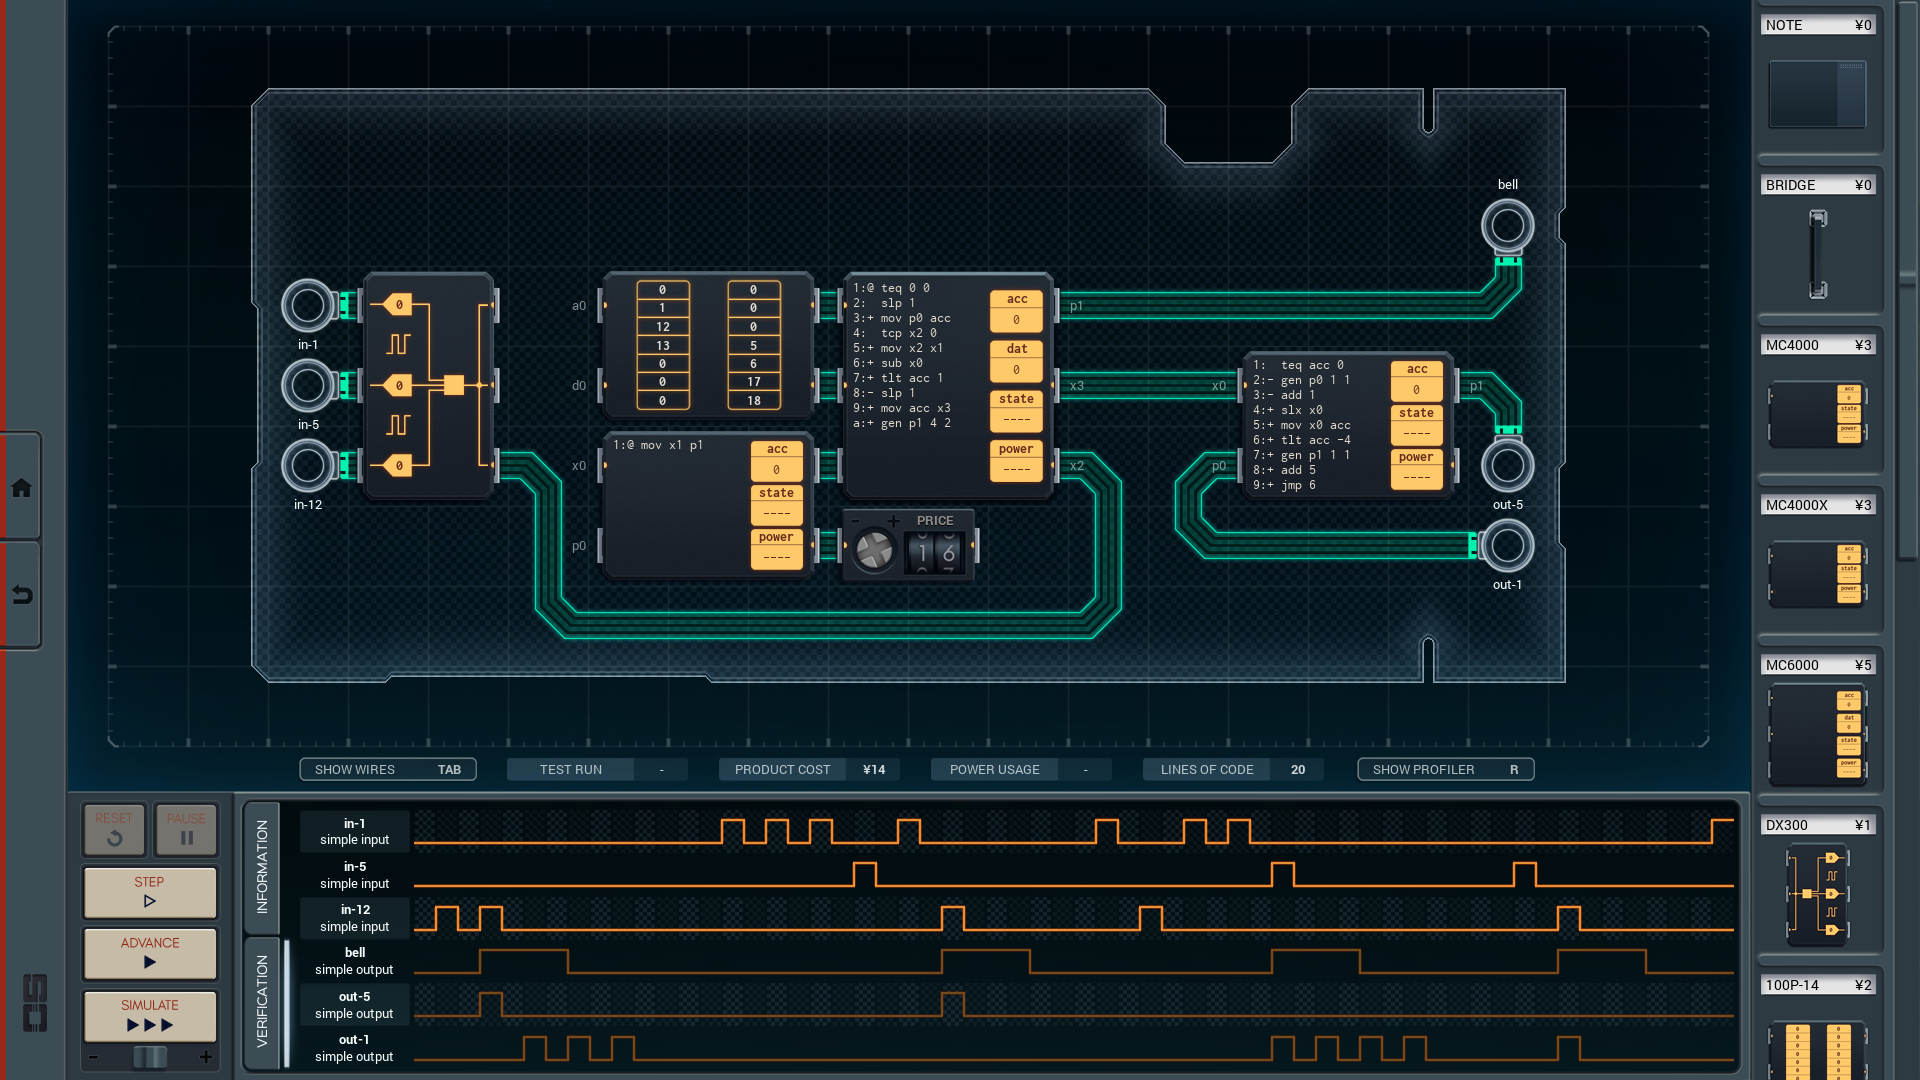 NOTE ¥0
BRIDGE ¥0
MC4000 ¥3
MC4000X ¥3
MC6000 ¥5
DX300 ¥1
100P-14 ¥2
bell
in-1
in-5
in-12
0
0
0
a0
d0
0 0
1 0
12 0
13 5
0 6
0 17
0 18
1:@ teq 0 0
2:  slp 1
3:+ mov p0 acc
4:  tcp x2 0
5:+ mov x2 x1
6:+ sub x0
7:+ tlt acc 1
8:- slp 1
9:+ mov acc x3
a:+ gen p1 4 2
acc
0
dat
0
state
----
power
----
p1
x3
x2
x0
p0
1:@ mov x1 p1
acc
0
state
----
power
----
- + PRICE
16
x0
p0
1:  teq acc 0
2:- gen p0 1 1
3:- add 1
4:+ slx x0
5:+ mov x0 acc
6:+ tlt acc -4
7:+ gen p1 1 1
8:+ add 5
9:+ jmp 6
acc
0
state
----
power
----
p1
out-5
out-1
SHOW WIRES TAB
TEST RUN -
PRODUCT COST ¥14
POWER USAGE -
LINES OF CODE 20
SHOW PROFILER R
RESET
PAUSE
STEP
ADVANCE
SIMULATE
- +
INFORMATION
VERIFICATION
in-1
simple input
in-5
simple input
in-12
simple input
bell
simple output
out-5
simple output
out-1
simple output